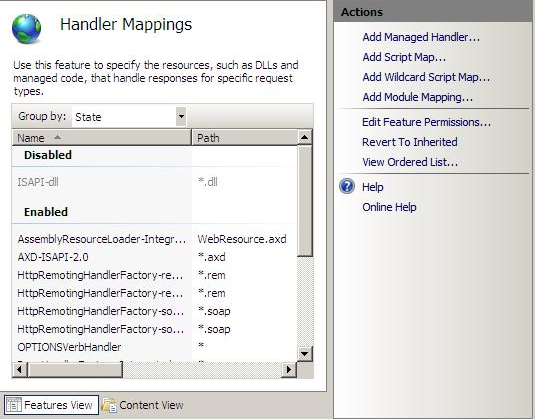 Handler Mappings
Use this feature to specify the resources, such as DLLs and
managed code, that handle responses for specific request
types.
Group by: State
Name Path
Disabled
ISAPI-dll *.dll
Enabled
AssemblyResourceLoader-Integr... WebResource.axd
AXD-ISAPI-2.0 *.axd
HttpRemotingHandlerFactory-re... *.rem
HttpRemotingHandlerFactory-re... *.rem
HttpRemotingHandlerFactory-so... *.soap
HttpRemotingHandlerFactory-so... *.soap
OPTIONSVerbHandler *
Features View Content View
Actions
Add Managed Handler...
Add Script Map...
Add Wildcard Script Map...
Add Module Mapping...
Edit Feature Permissions...
Revert To Inherited
View Ordered List...
Help
Online Help